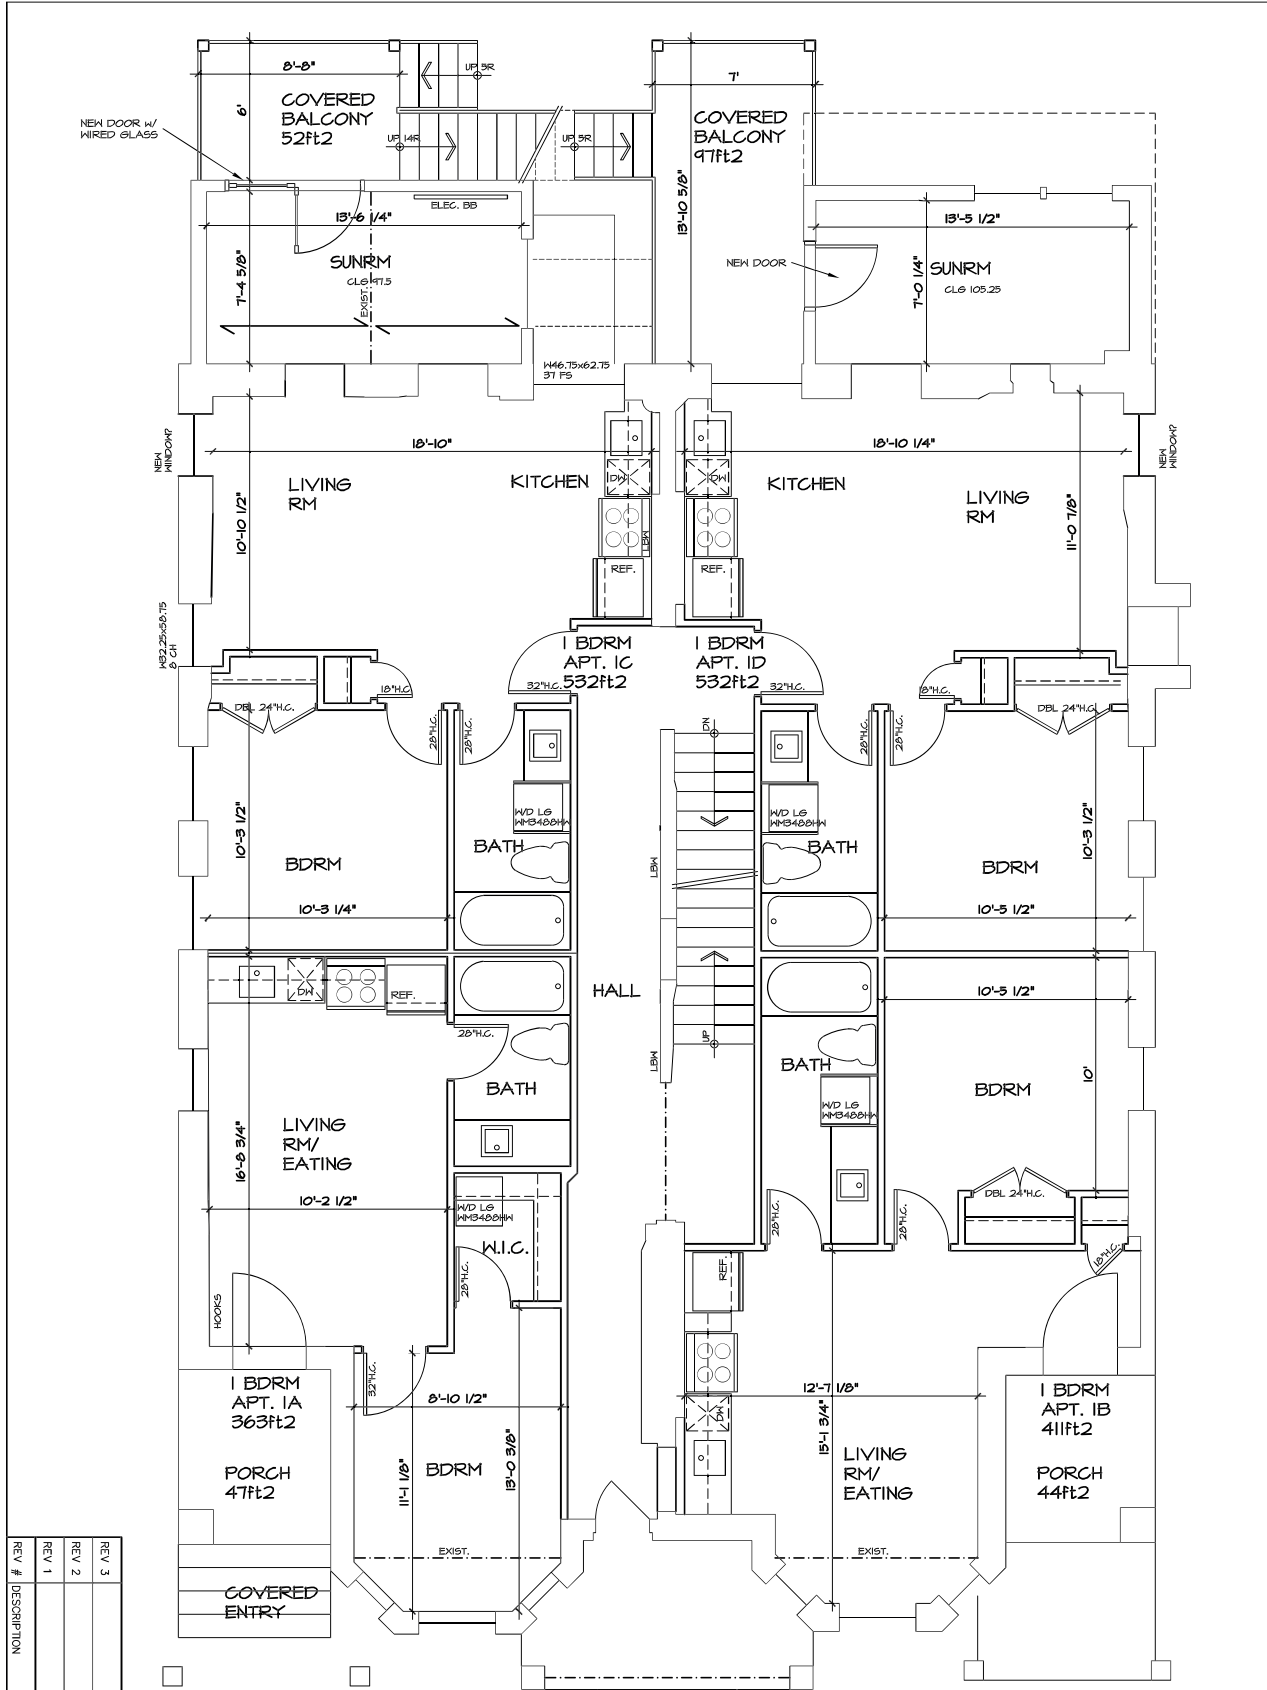 8'-8"
UP 5R
7'
COVERED
BALCONY
52ft2
6'
NEW DOOR W/
WIRED GLASS
UP 14R
UP 5R
COVERED
BALCONY
97ft2
ELEC. BB
13'-6 1/4"
13'-10 5/8"
13'-5 1/2"
SUNRM
CLG 97.5
7'-4 5/8"
EXIST.
NEW DOOR
7'-0 1/4"
SUNRM
CLG 105.25
W46.75x62.75
37 FS
NEW
WINDOW?
18'-10"
18'-10 1/4"
NEW
WINDOW?
LIVING
RM
KITCHEN
DW
DW
KITCHEN
LIVING
RM
10'-10 1/2"
11'-0 7/8"
LBW
REF.
REF.
W32.25x58.75
8 CH
1 BDRM
APT. 1C
532ft2
1 BDRM
APT. 1D
532ft2
18"H.C.
32"H.C.
32"H.C.
18"H.C.
DBL 24"H.C.
DBL 24"H.C.
28"H.C.
28"H.C.
DN
28"H.C.
28"H.C.
10'-3 1/2"
W/D LG
WM3488HW
W/D LG
WM3488HW
10'-3 1/2"
BATH
BATH
BDRM
BDRM
LBW
10'-3 1/4"
10'-5 1/2"
DW
REF.
HALL
10'-5 1/2"
28"H.C.
UP
LBW
BATH
BATH
BDRM
10'
W/D LG
WM3488HW
LIVING
RM/
EATING
16'-8 3/4"
10'-2 1/2"
DBL 24"H.C.
W/D LG
WM3488HW
28"H.C.
28"H.C.
W.I.C.
18"H.C.
28"H.C.
REF.
HOOKS
32"H.C.
1 BDRM
APT. 1A
363ft2
8'-10 1/2"
12'-7 1/8"
1 BDRM
APT. 1B
411ft2
DW
15'-1 3/4"
13'-0 3/8"
11'-1 1/8"
BDRM
LIVING
RM/
EATING
PORCH
47ft2
PORCH
44ft2
EXIST.
EXIST.
COVERED
ENTRY
REV 3
REV 2
REV 1
REV # DESCRIPTION